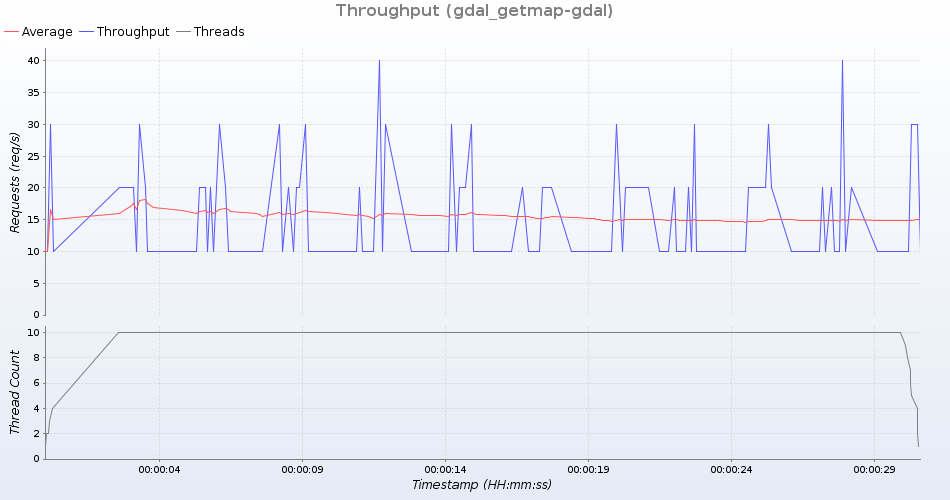 Throughput (gdal_getmap-gdal)
Average Throughput Threads
Requests (req/s)
40
35
30
25
20
15
10
5
0
Thread Count
10
8
6
4
2
0
00:00:04 00:00:09 00:00:14 00:00:19 00:00:24 00:00:29
Timestamp (HH:mm:ss)